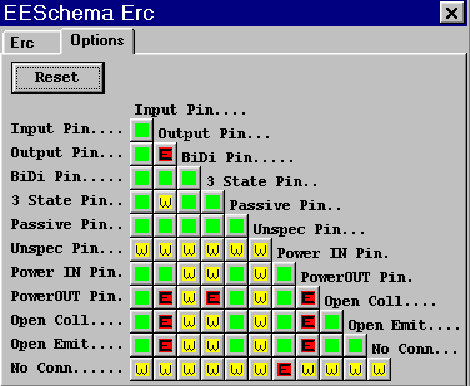 EESchema Erc
Erc Options
Reset
Input Pin....
Input Pin.... Output Pin...
Output Pin... E BiDi Pin.....
BiDi Pin..... 3 State Pin..
3 State Pin.. W Passive Pin..
Passive Pin.. Unspec Pin...
Unspec Pin... W W W W W W Power IN Pin.
Power IN Pin. W W W PowerOUT Pin.
PowerOUT Pin. E W E W E Open Coll....
Open Coll.... E W W W E Open Emit....
Open Emit.... E W W W E No Conn......
No Conn...... W W W W W W E W W W W